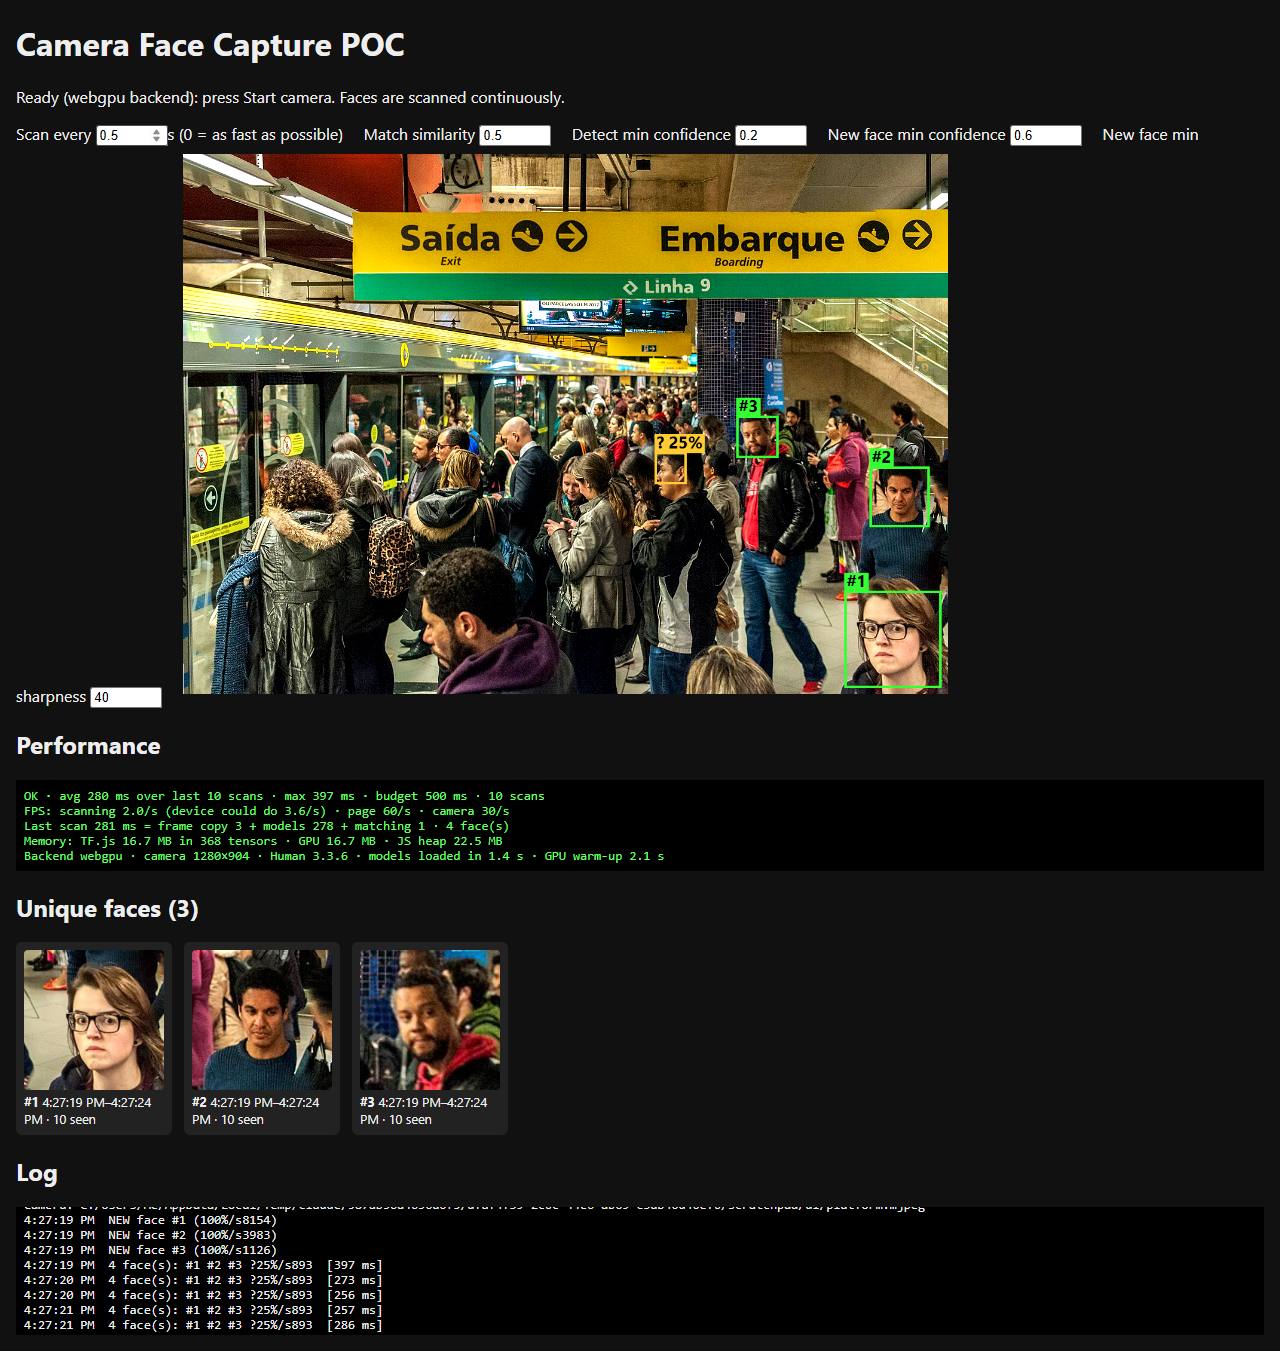 Camera Face Capture POC
Ready (webgpu backend): press Start camera. Faces are scanned continuously.
Scan every 0.5 s (0 = as fast as possible) Match similarity 0.5 Detect min confidence 0.2 New face min confidence 0.6 New face min
Saída
Exit
Embarque
Boarding
Linha 9
#3
? 25%
#2
#1
sharpness 40
Performance
OK · avg 280 ms over last 10 scans · max 397 ms · budget 500 ms · 10 scans
FPS: scanning 2.0/s (device could do 3.6/s) · page 60/s · camera 30/s
Last scan 281 ms = frame copy 3 + models 278 + matching 1 · 4 face(s)
Memory: TF.js 16.7 MB in 368 tensors · GPU 16.7 MB · JS heap 22.5 MB
Backend webgpu · camera 1280×904 · Human 3.3.6 · models loaded in 1.4 s · GPU warm-up 2.1 s
Unique faces (3)
#1 4:27:19 PM–4:27:24
PM · 10 seen
#2 4:27:19 PM–4:27:24
PM · 10 seen
#3 4:27:19 PM–4:27:24
PM · 10 seen
Log
4:27:19 PM NEW face #1 (100%/s8154)
4:27:19 PM NEW face #2 (100%/s3983)
4:27:19 PM NEW face #3 (100%/s1126)
4:27:19 PM 4 face(s): #1 #2 #3 ?25%/s893 [397 ms]
4:27:20 PM 4 face(s): #1 #2 #3 ?25%/s893 [273 ms]
4:27:20 PM 4 face(s): #1 #2 #3 ?25%/s893 [256 ms]
4:27:21 PM 4 face(s): #1 #2 #3 ?25%/s893 [257 ms]
4:27:21 PM 4 face(s): #1 #2 #3 ?25%/s893 [286 ms]